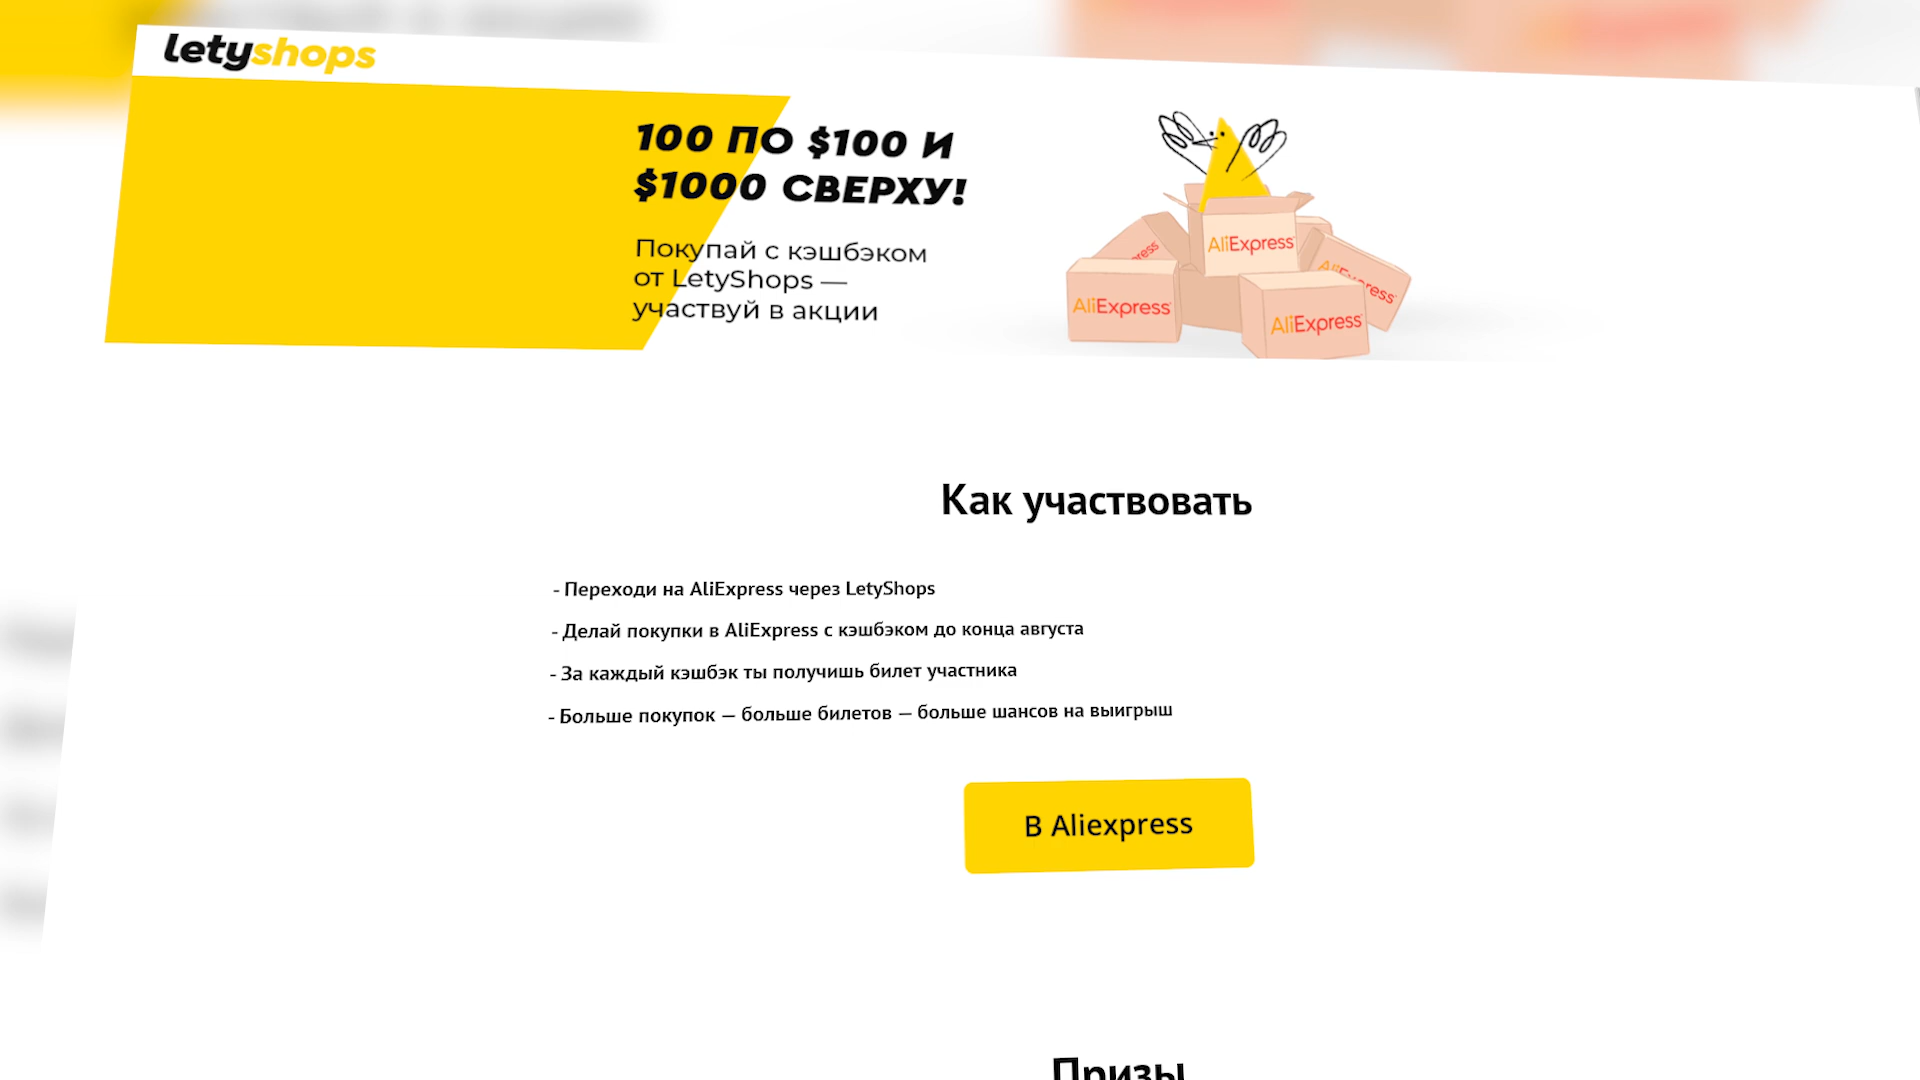 letyshops
100 ПО $100 И
$1000 СВЕРХУ!
Покупай с кэшбэком
от LetyShops —
участвуй в акции
AliExpress
ress
AliExpress
AliExpress
AliExpress
Как участвовать
- Переходи на AliExpress через LetyShops
- Делай покупки в AliExpress с кэшбэком до конца августа
- За каждый кэшбэк ты получишь билет участника
- Больше покупок — больше билетов — больше шансов на выигрыш
В Aliexpress
Призы